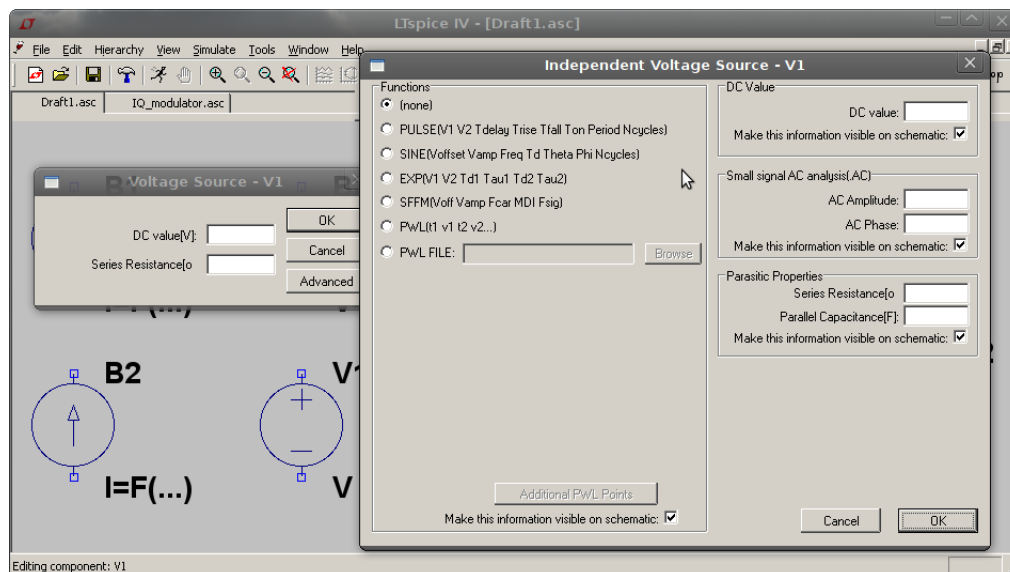 LTspice IV - [Draft1.asc]
File Edit Hierarchy View Simulate Tools Window Help
Draft1.asc IQ_modulator.asc
Voltage Source - V1
DC value[V]:
Series Resistance[o
OK
Cancel
Advanced
B2
I=F(...)
V1
V
Independent Voltage Source - V1
Functions
(none)
PULSE(V1 V2 Tdelay Trise Tfall Ton Period Ncycles)
SINE(Voffset Vamp Freq Td Theta Phi Ncycles)
EXP(V1 V2 Td1 Tau1 Td2 Tau2)
SFFM(Voff Vamp Fcar MDI Fsig)
PWL(t1 v1 t2 v2...)
PWL FILE:
Browse
Additional PWL Points
Make this information visible on schematic:
DC Value
DC value:
Make this information visible on schematic:
Small signal AC analysis(.AC)
AC Amplitude:
AC Phase:
Make this information visible on schematic:
Parasitic Properties
Series Resistance[o
Parallel Capacitance[F]:
Make this information visible on schematic:
Cancel
OK
Editing component: V1